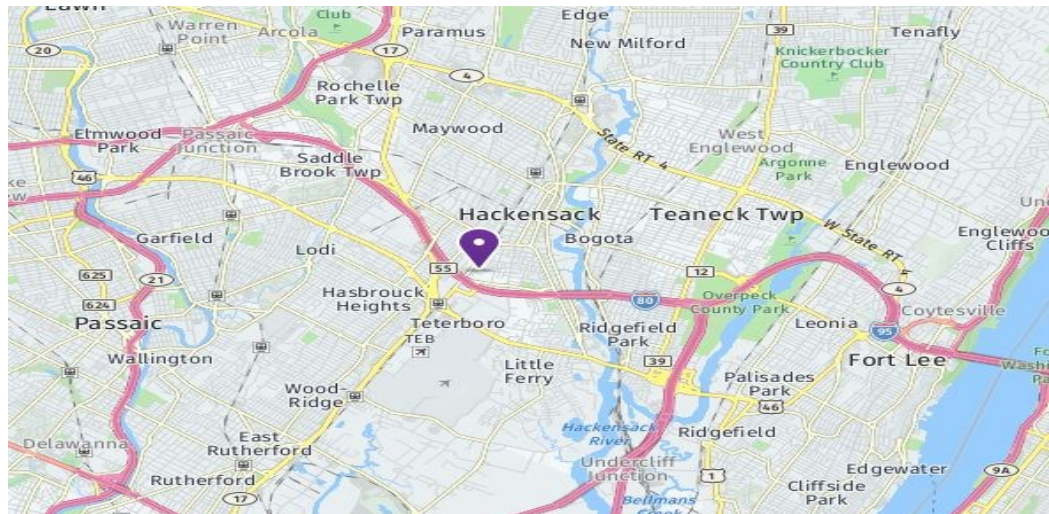 Club
Edge
39
Tenafly
Warren
Point
Arcola
17
Paramus
New Milford
Knickerbocker
Country Club
20
4
4
Rochelle
Park Twp
Maywood
State RT 4
West
Englewood
Elmwood
Park
Passaic
Junction
Saddle
Brook Twp
Argonne
Park
Englewood
46
Hackensack
Teaneck Twp
Englewood
Cliffs
Garfield
Lodi
Bogota
W State RT 4
625
21
55
12
4
624
Hasbrouck
Heights
80
Overpeck
County Park
Coytesville
Passaic
Teterboro
Ridgefield
Park
Leonia
95
TEB
Wallington
Little
Ferry
39
Fort Lee
Wood-
Ridge
Palisades
Park
46
Delawanna
East
Rutherford
Hackensack
River
Ridgefield
Rutherford
17
Undercliff
Junction
1
Edgewater
9A
Cliffside
Park
Bellmans
Creek